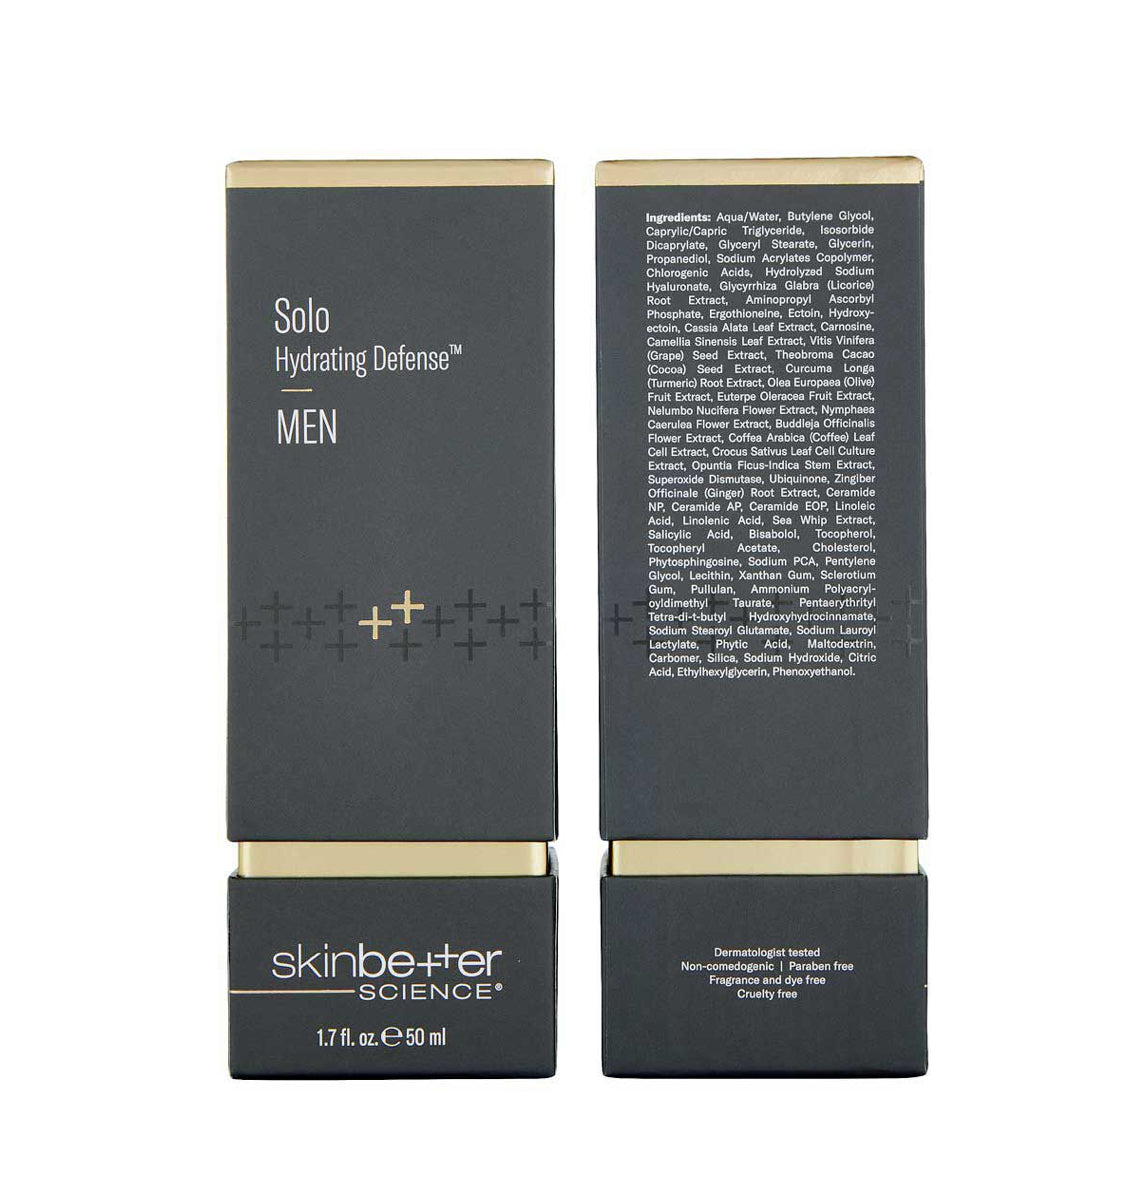 Solo
Hydrating Defense™
MEN
skinbetter
SCIENCE®
1.7 fl. oz. ℮ 50 ml
Ingredients: Aqua/Water, Butylene Glycol,
Caprylic/Capric Triglyceride, Isosorbide
Dicaprylate, Glyceryl Stearate, Glycerin,
Propanediol, Sodium Acrylates Copolymer,
Chlorogenic Acids, Hydrolyzed Sodium
Hyaluronate, Glycyrrhiza Glabra (Licorice)
Root Extract, Aminopropyl Ascorbyl
Phosphate, Ergothioneine, Ectoin, Hydroxy-
ectoin, Cassia Alata Leaf Extract, Carnosine,
Camellia Sinensis Leaf Extract, Vitis Vinifera
(Grape) Seed Extract, Theobroma Cacao
(Cocoa) Seed Extract, Curcuma Longa
(Turmeric) Root Extract, Olea Europaea (Olive)
Fruit Extract, Euterpe Oleracea Fruit Extract,
Nelumbo Nucifera Flower Extract, Nymphaea
Caerulea Flower Extract, Buddleja Officinalis
Flower Extract, Coffea Arabica (Coffee) Leaf
Cell Extract, Crocus Sativus Leaf Cell Culture
Extract, Opuntia Ficus-Indica Stem Extract,
Superoxide Dismutase, Ubiquinone, Zingiber
Officinale (Ginger) Root Extract, Ceramide
NP, Ceramide AP, Ceramide EOP, Linoleic
Acid, Linolenic Acid, Sea Whip Extract,
Salicylic Acid, Bisabolol, Tocopherol,
Tocopheryl Acetate, Cholesterol,
Phytosphingosine, Sodium PCA, Pentylene
Glycol, Lecithin, Xanthan Gum, Sclerotium
Gum, Pullulan, Ammonium Polyacryl-
oyldimethyl Taurate, Pentaerythrityl
Tetra-di-t-butyl Hydroxyhydrocinnamate,
Sodium Stearoyl Glutamate, Sodium Lauroyl
Lactylate, Phytic Acid, Maltodextrin,
Carbomer, Silica, Sodium Hydroxide, Citric
Acid, Ethylhexylglycerin, Phenoxyethanol.
Dermatologist tested
Non-comedogenic | Paraben free
Fragrance and dye free
Cruelty free